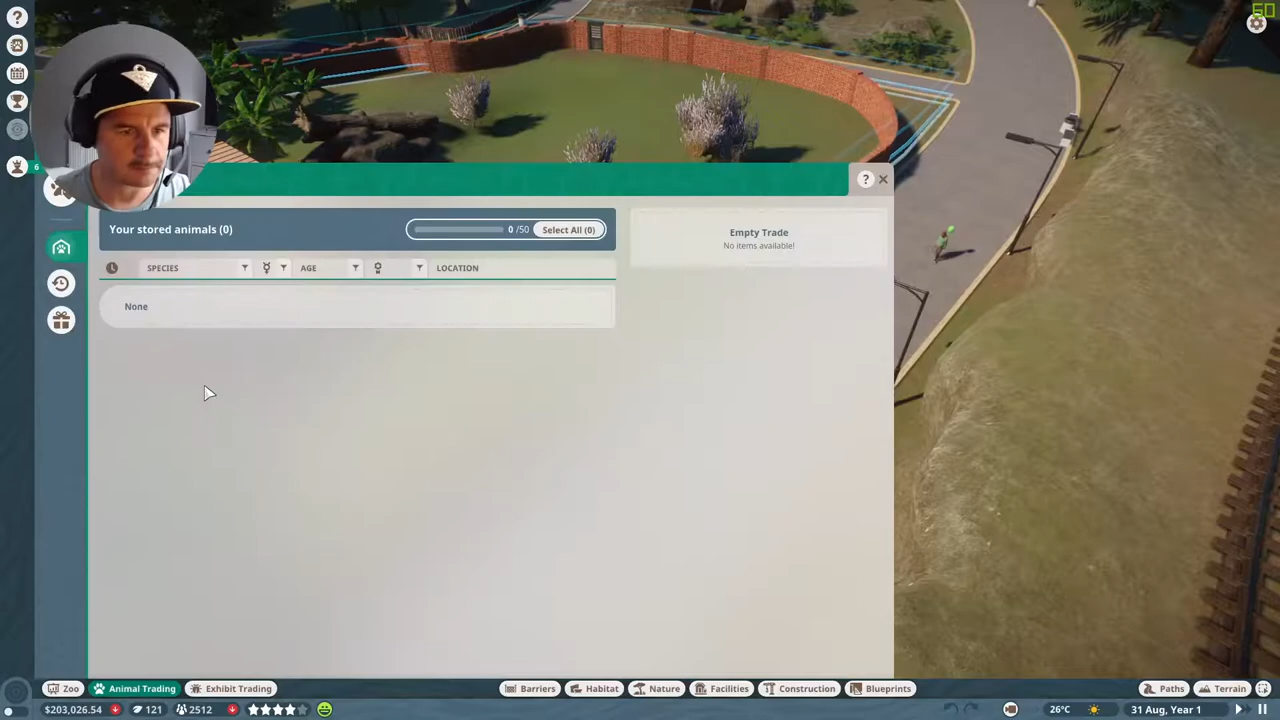 60
6
Your stored animals (0)
0 /50
Select All (0)
?
Empty Trade
No items available!
SPECIES
AGE
LOCATION
None
Zoo
Animal Trading
Exhibit Trading
Barriers
Habitat
Nature
Facilities
Construction
Blueprints
Paths
Terrain
$203,026.54
121
2512
26°C
31 Aug, Year 1